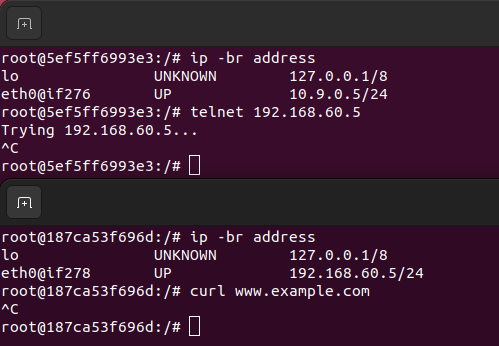 root@5ef5ff6993e3:/# ip -br address
lo               UNKNOWN        127.0.0.1/8
eth0@if276       UP             10.9.0.5/24
root@5ef5ff6993e3:/# telnet 192.168.60.5
Trying 192.168.60.5...
^C
root@5ef5ff6993e3:/#
root@187ca53f696d:/# ip -br address
lo               UNKNOWN        127.0.0.1/8
eth0@if278       UP             192.168.60.5/24
root@187ca53f696d:/# curl www.example.com
^C
root@187ca53f696d:/#